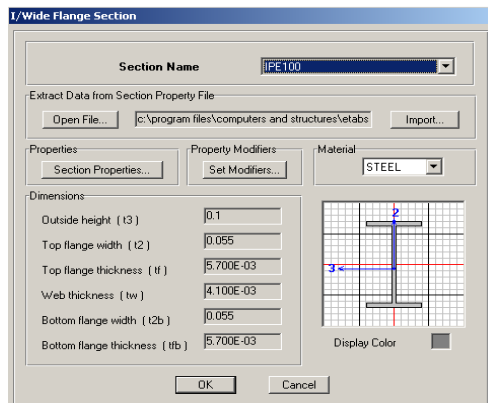 I/Wide Flange Section
Section Name IPE100
Extract Data from Section Property File
Open File... c:\program files\computers and structures\etabs Import...
Properties Property Modifiers Material
Section Properties... Set Modifiers... STEEL
Dimensions
Outside height ( t3 ) 0.1
Top flange width ( t2 ) 0.055
Top flange thickness ( tf ) 5.700E-03
Web thickness ( tw ) 4.100E-03
Bottom flange width ( t2b ) 0.055
Bottom flange thickness ( tfb ) 5.700E-03
2
3
Display Color
OK Cancel